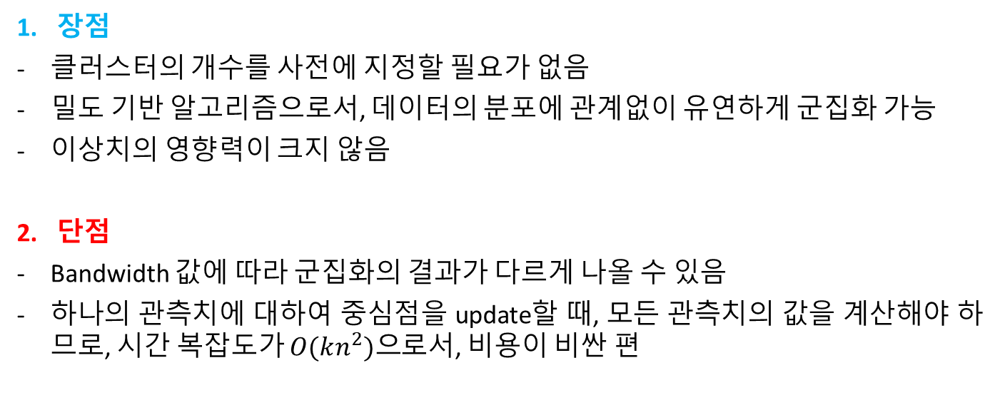 1. 장점
- 클러스터의 개수를 사전에 지정할 필요가 없음
- 밀도 기반 알고리즘으로서, 데이터의 분포에 관계없이 유연하게 군집화 가능
- 이상치의 영향력이 크지 않음
2. 단점
- Bandwidth 값에 따라 군집화의 결과가 다르게 나올 수 있음
- 하나의 관측치에 대하여 중심점을 update할 때, 모든 관측치의 값을 계산해야 하
므로, 시간 복잡도가 𝑂(𝑘𝑛²)으로서, 비용이 비싼 편